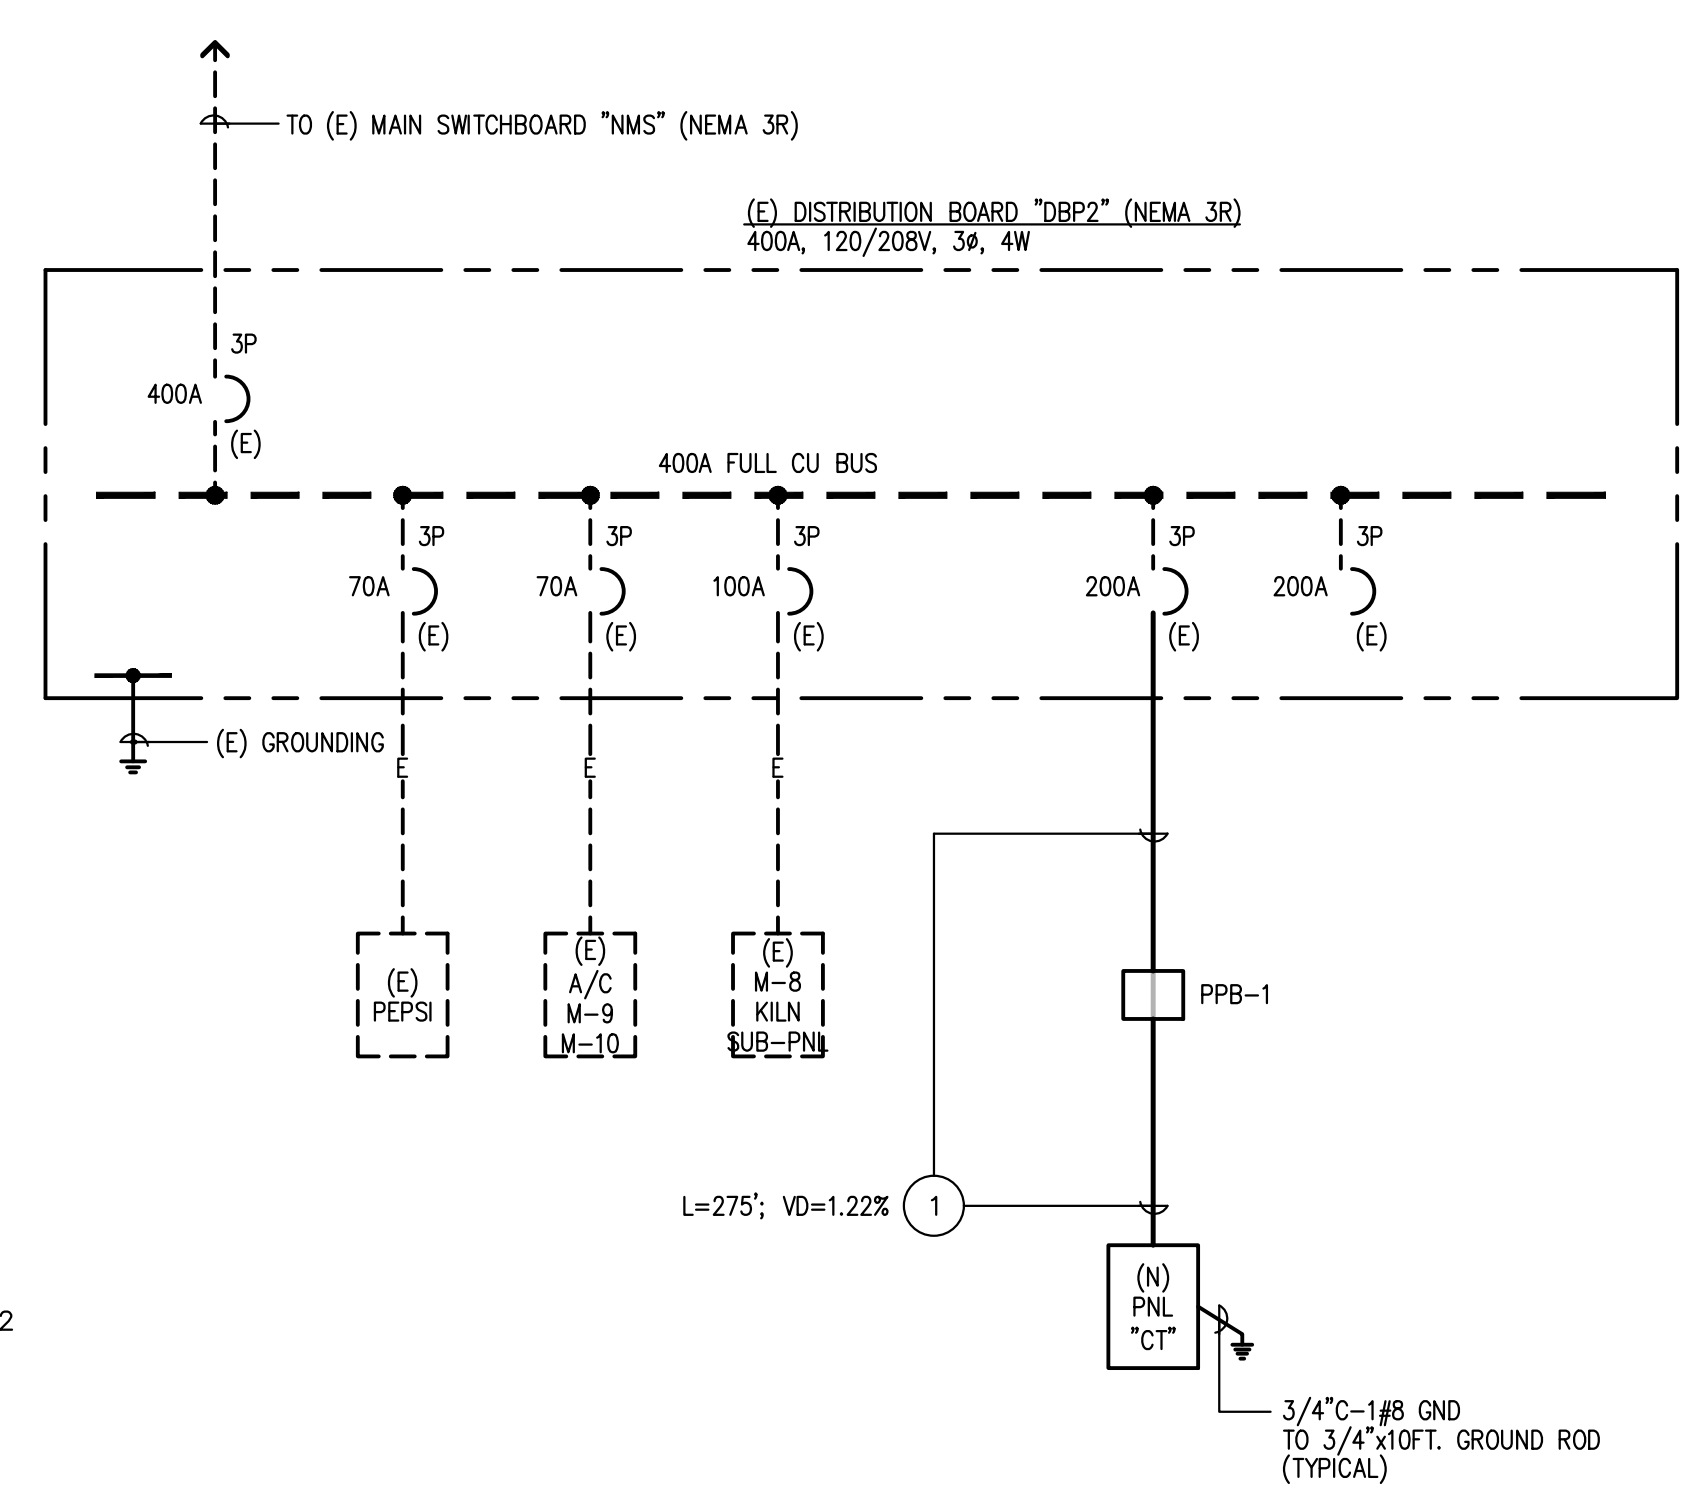 TO (E) MAIN SWITCHBOARD "NMS" (NEMA 3R)
(E) DISTRIBUTION BOARD "DBP2" (NEMA 3R)
400A, 120/208V, 3ø, 4W
3P
400A
(E)
400A FULL CU BUS
3P
70A
(E)
3P
70A
(E)
3P
100A
(E)
3P
200A
(E)
3P
200A
(E)
(E) GROUNDING
E
E
E
(E)
PEPSI
(E)
A/C
M-9
M-10
(E)
M-8
KILN
SUB-PNL
PPB-1
L=275'; VD=1.22%
1
(N)
PNL
"CT"
2
3/4"C-1#8 GND
TO 3/4"x10FT. GROUND ROD
(TYPICAL)